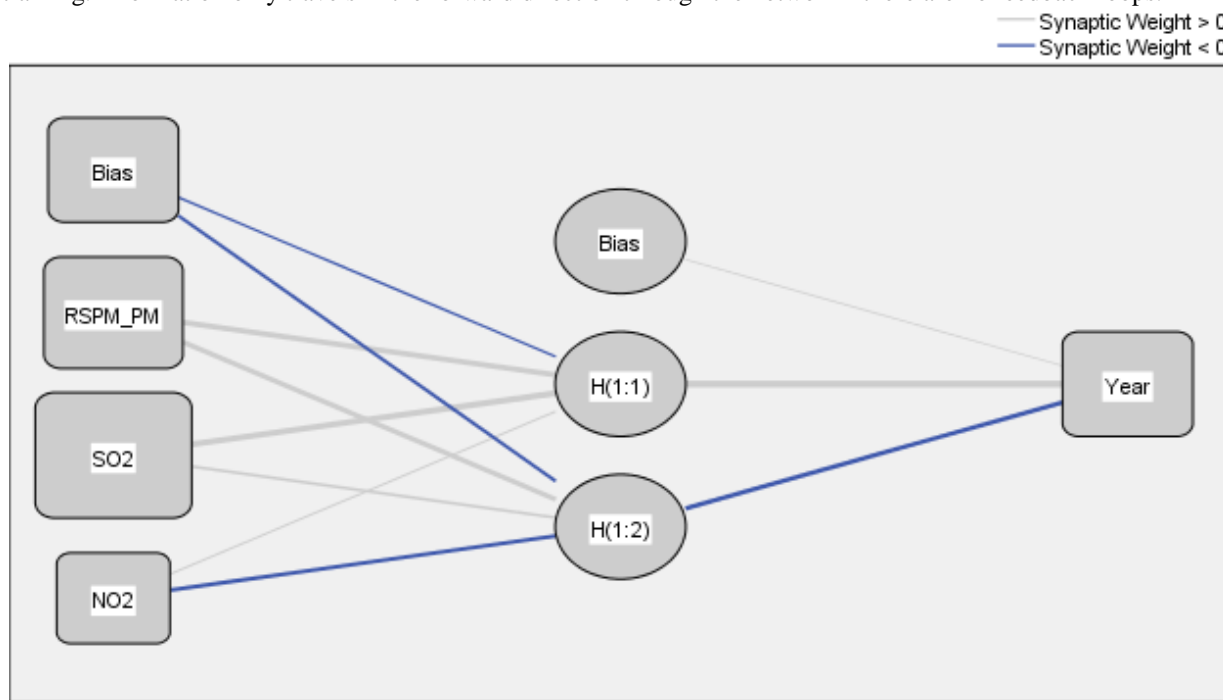 Synaptic Weight > 0
Synaptic Weight < 0
Bias
RSPM_PM
SO2
NO2
Bias
H(1:1)
H(1:2)
Year